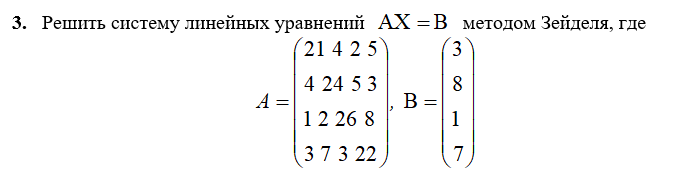 3. Решить систему линейных уравнений AX = B методом Зейделя, где
A = (21 4 2 5
4 24 5 3
1 2 26 8
3 7 3 22), B = (3
8
1
7)